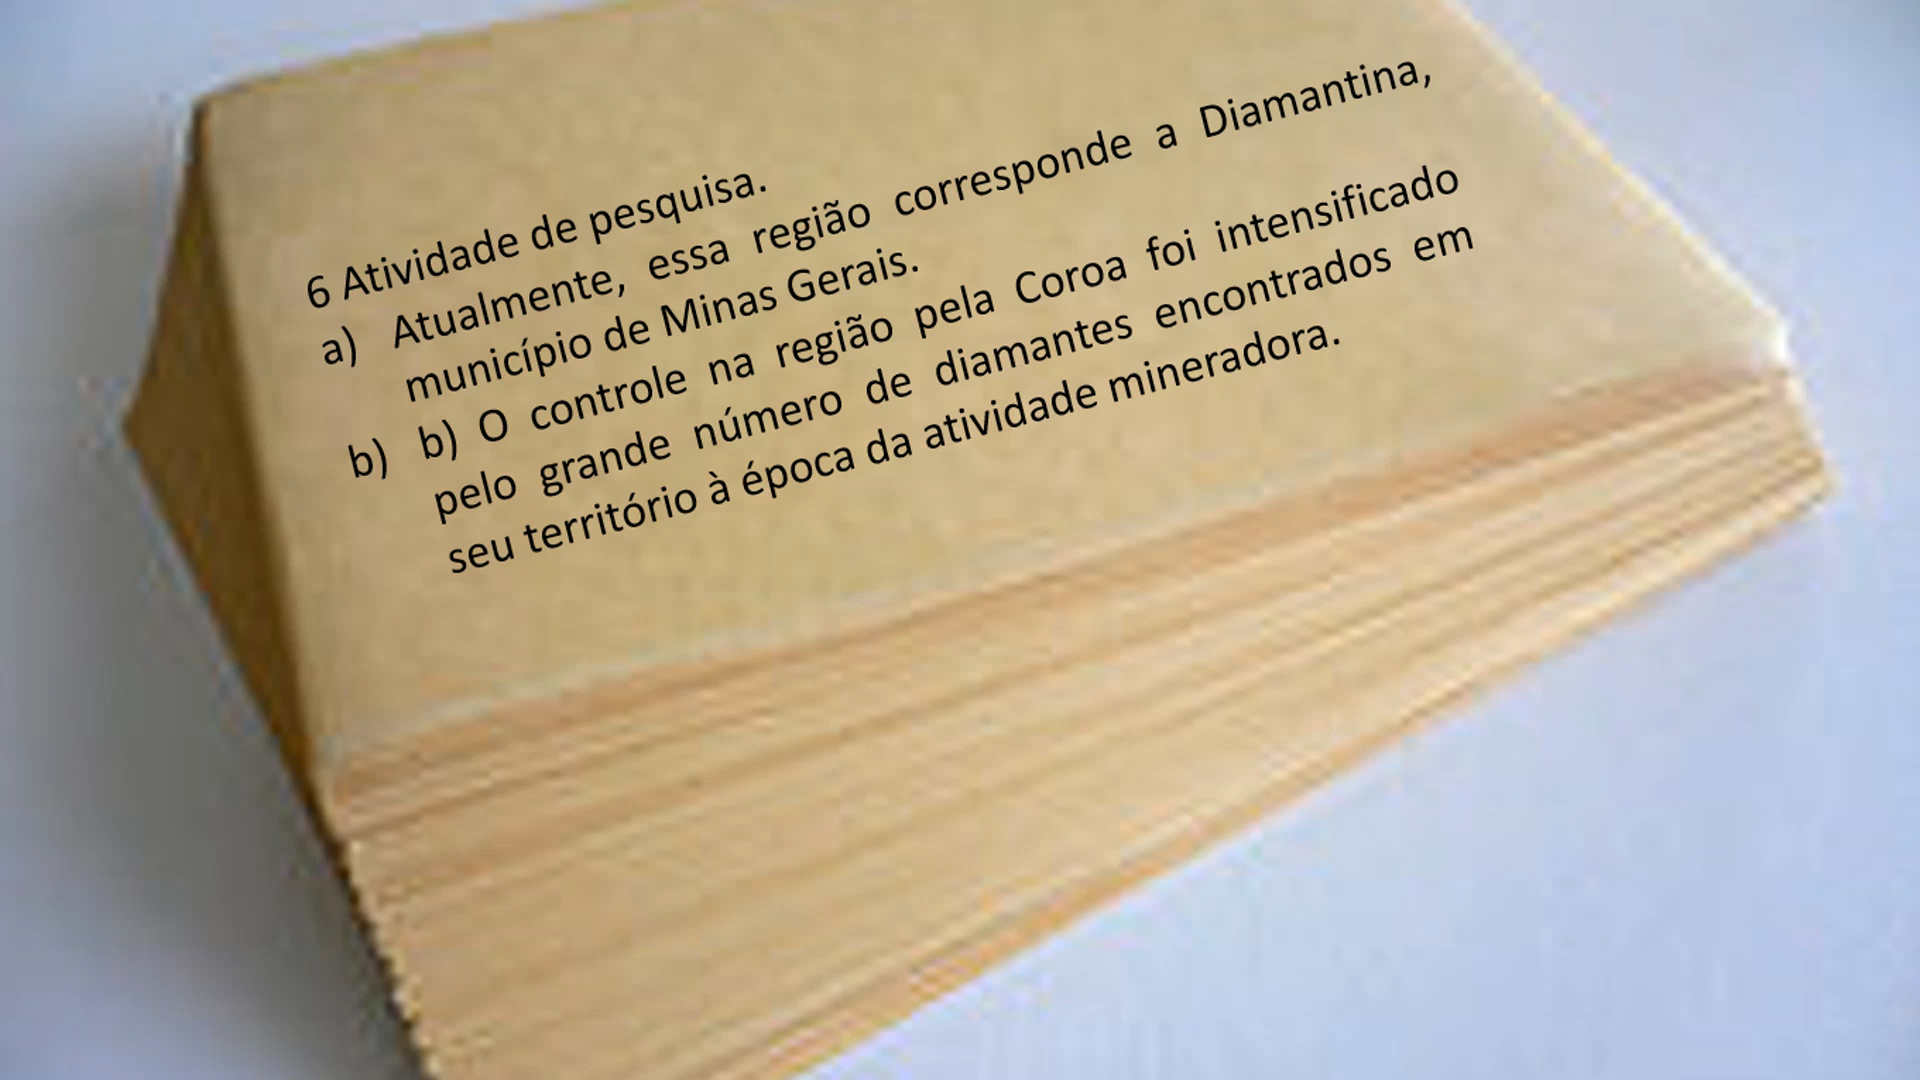 6 Atividade de pesquisa.
a) Atualmente, essa região corresponde a Diamantina,
município de Minas Gerais.
b) b) O controle na região pela Coroa foi intensificado
pelo grande número de diamantes encontrados em
seu território à época da atividade mineradora.